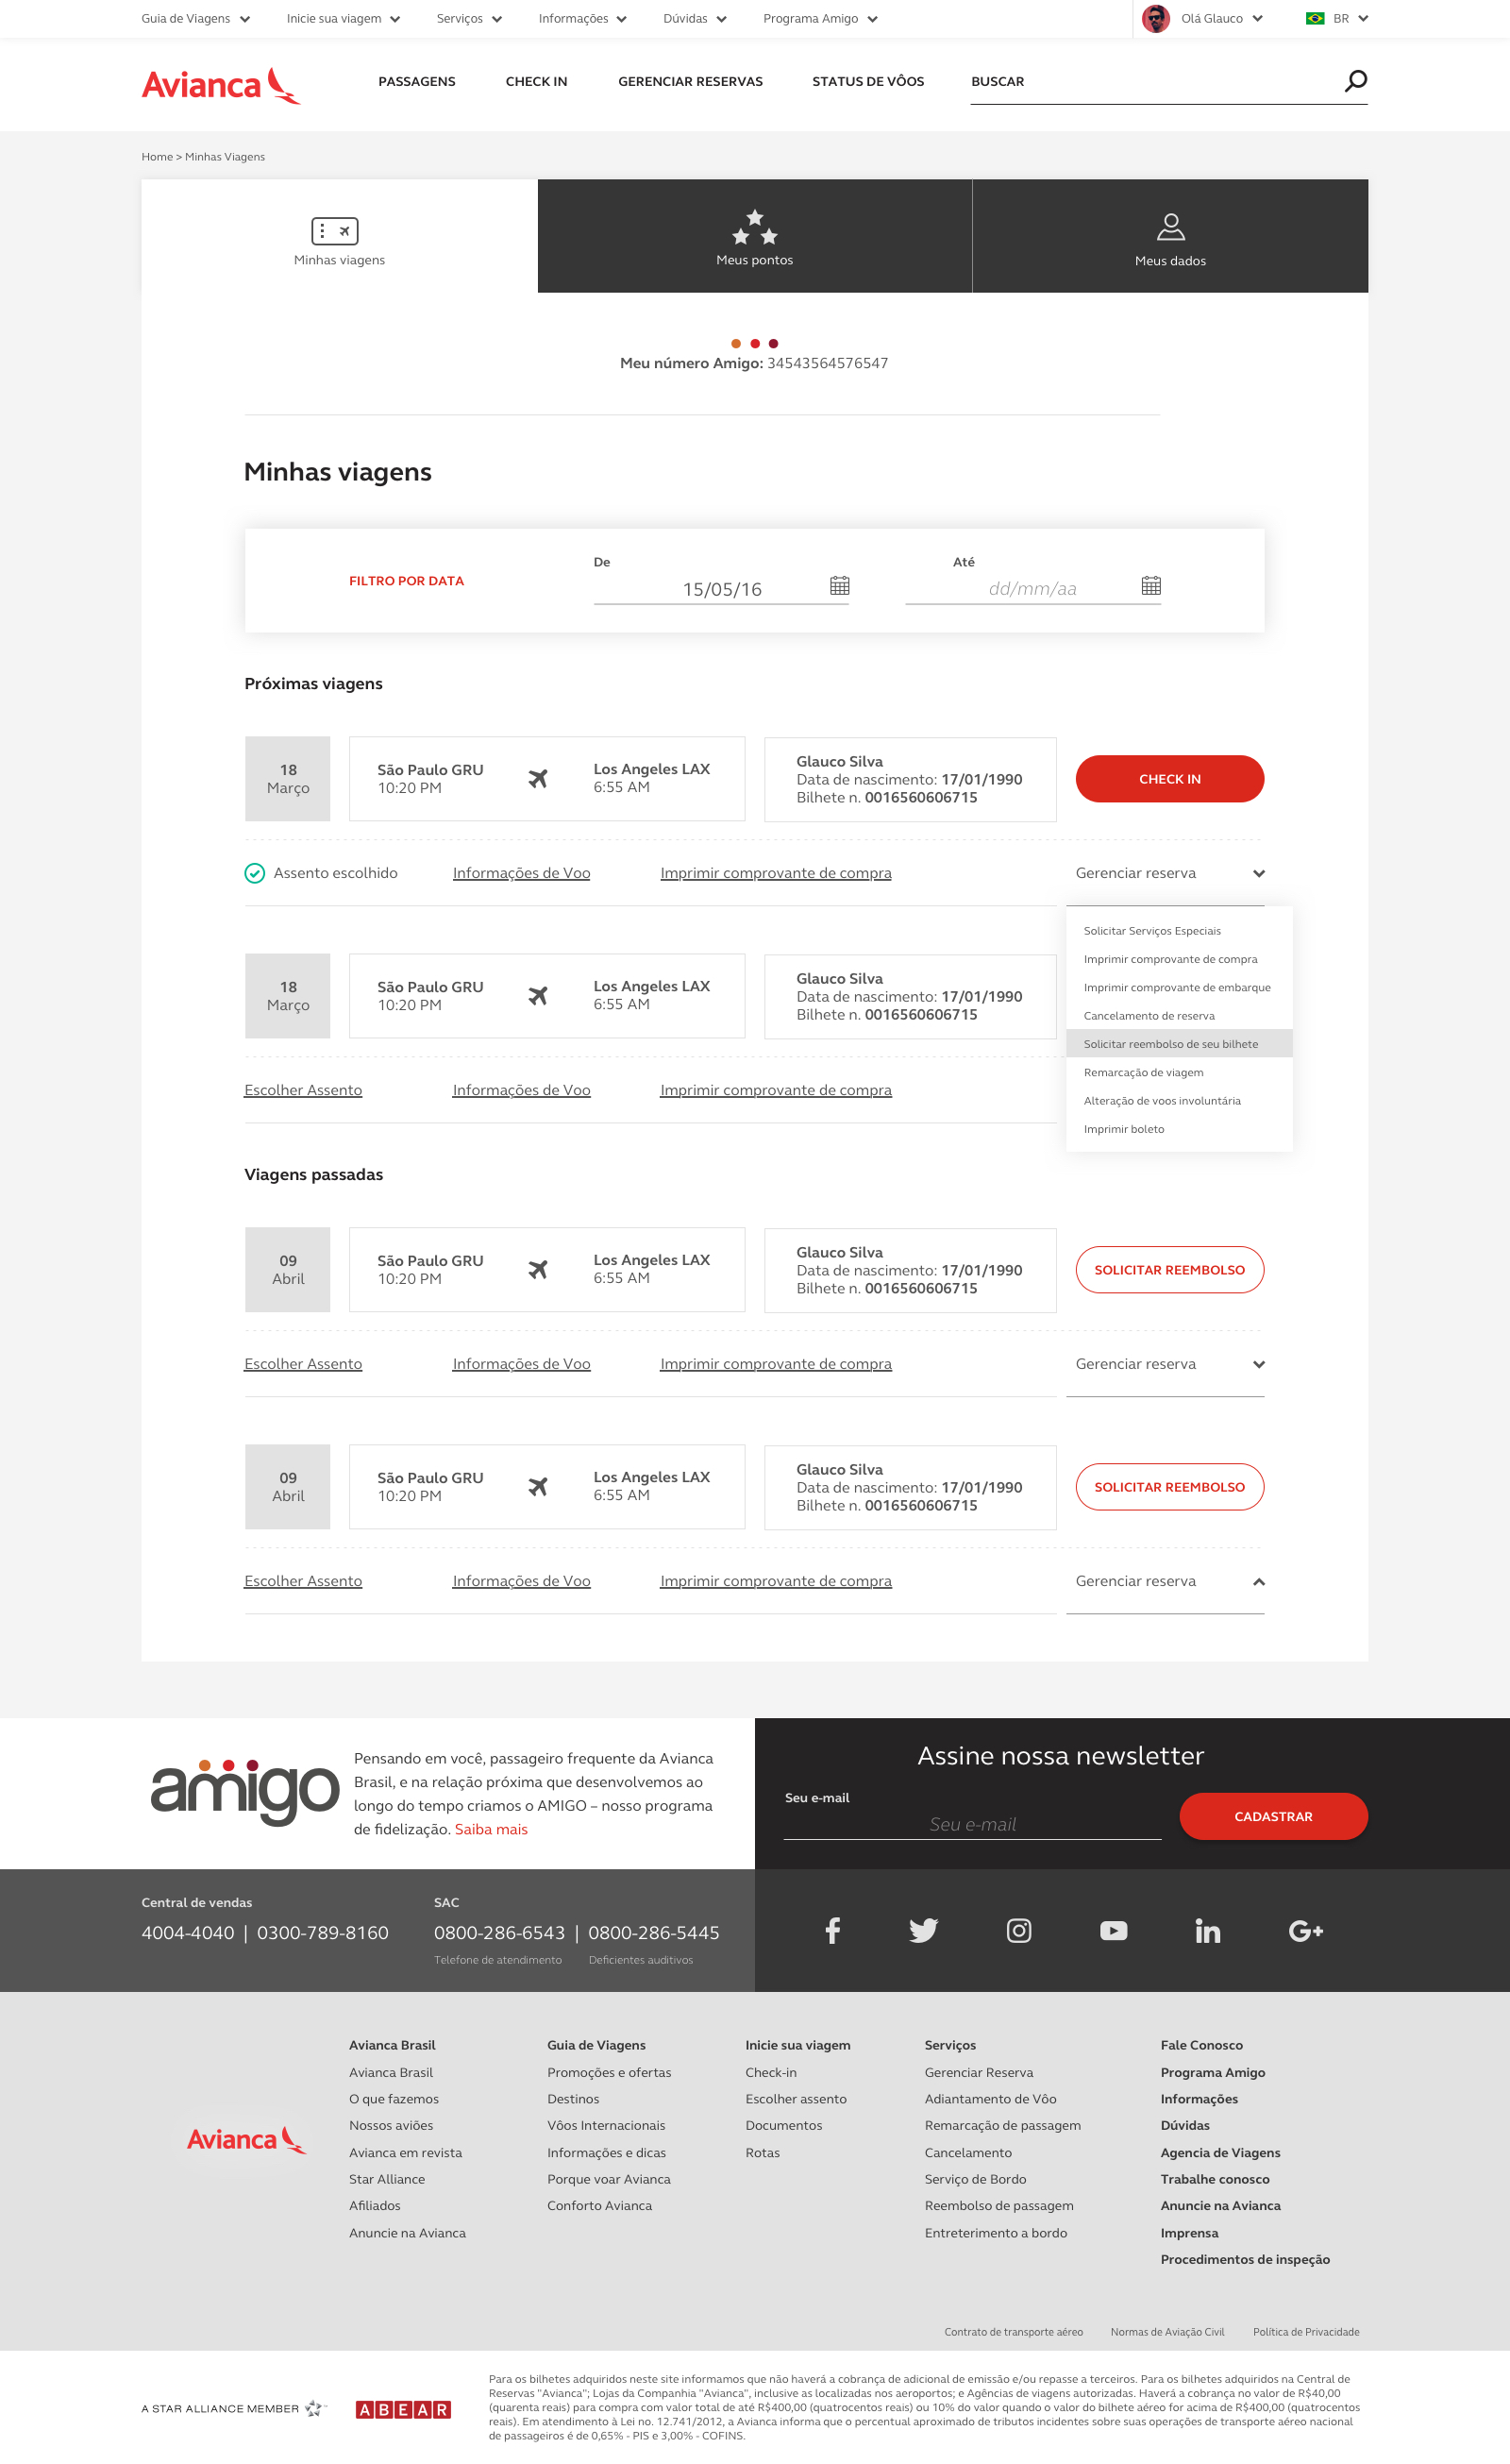 Guia de Viagens Inicie sua viagem Serviços Informações Dúvidas Programa Amigo Olá Glauco BR
Avianca PASSAGENS CHECK IN GERENCIAR RESERVAS STATUS DE VÔOS BUSCAR
Home > Minhas Viagens
Minhas viagens Meus pontos Meus dados
Meu número Amigo: 34543564576547
Minhas viagens
FILTRO POR DATA
De Até
15/05/16 dd/mm/aa
Próximas viagens
18
Março
São Paulo GRU
10:20 PM
Los Angeles LAX
6:55 AM
Glauco Silva
Data de nascimento: 17/01/1990
Bilhete n. 0016560606715
CHECK IN
Assento escolhido Informações de Voo Imprimir comprovante de compra Gerenciar reserva
Solicitar Serviços Especiais
Imprimir comprovante de compra
Imprimir comprovante de embarque
Cancelamento de reserva
Solicitar reembolso de seu bilhete
Remarcação de viagem
Alteração de voos involuntária
Imprimir boleto
18
Março
São Paulo GRU
10:20 PM
Los Angeles LAX
6:55 AM
Glauco Silva
Data de nascimento: 17/01/1990
Bilhete n. 0016560606715
Escolher Assento Informações de Voo Imprimir comprovante de compra
Viagens passadas
09
Abril
São Paulo GRU
10:20 PM
Los Angeles LAX
6:55 AM
Glauco Silva
Data de nascimento: 17/01/1990
Bilhete n. 0016560606715
SOLICITAR REEMBOLSO
Escolher Assento Informações de Voo Imprimir comprovante de compra Gerenciar reserva
09
Abril
São Paulo GRU
10:20 PM
Los Angeles LAX
6:55 AM
Glauco Silva
Data de nascimento: 17/01/1990
Bilhete n. 0016560606715
SOLICITAR REEMBOLSO
Escolher Assento Informações de Voo Imprimir comprovante de compra Gerenciar reserva
amigo
Pensando em você, passageiro frequente da Avianca
Brasil, e na relação próxima que desenvolvemos ao
longo do tempo criamos o AMIGO – nosso programa
de fidelização. Saiba mais
Assine nossa newsletter
Seu e-mail
Seu e-mail
CADASTRAR
Central de vendas
4004-4040 | 0300-789-8160
SAC
0800-286-6543 | 0800-286-5445
Telefone de atendimento Deficientes auditivos
f in G+
Avianca
Avianca Brasil
Avianca Brasil
O que fazemos
Nossos aviões
Avianca em revista
Star Alliance
Afiliados
Anuncie na Avianca
Guia de Viagens
Promoções e ofertas
Destinos
Vôos Internacionais
Informações e dicas
Porque voar Avianca
Conforto Avianca
Inicie sua viagem
Check-in
Escolher assento
Documentos
Rotas
Serviços
Gerenciar Reserva
Adiantamento de Vôo
Remarcação de passagem
Cancelamento
Serviço de Bordo
Reembolso de passagem
Entreterimento a bordo
Fale Conosco
Programa Amigo
Informações
Dúvidas
Agencia de Viagens
Trabalhe conosco
Anuncie na Avianca
Imprensa
Procedimentos de inspeção
Contrato de transporte aéreo Normas de Aviação Civil Política de Privacidade
A STAR ALLIANCE MEMBER
ABEAR
Para os bilhetes adquiridos neste site informamos que não haverá a cobrança de adicional de emissão e/ou repasse a terceiros. Para os bilhetes adquiridos na Central de
Reservas "Avianca"; Lojas da Companhia "Avianca", inclusive as localizadas nos aeroportos; e Agências de viagens autorizadas. Haverá a cobrança no valor de R$40,00
(quarenta reais) para compra com valor total de até R$400,00 (quatrocentos reais) ou 10% do valor quando o valor do bilhete aéreo for acima de R$400,00 (quatrocentos
reais). Em atendimento à Lei no. 12.741/2012, a Avianca informa que o percentual aproximado de tributos incidentes sobre suas operações de transporte aéreo nacional
de passageiros é de 0,65% - PIS e 3,00% - COFINS.